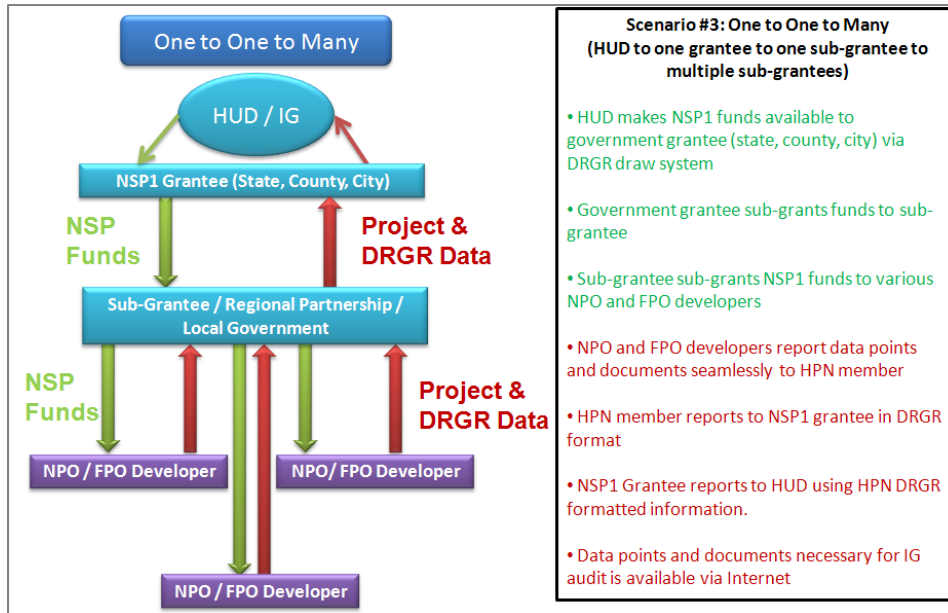 One to One to Many
HUD / IG
NSP1 Grantee (State, County, City)
NSP
Funds
Project &
DRGR Data
Sub-Grantee / Regional Partnership /
Local Government
NSP
Funds
Project &
DRGR Data
NPO / FPO Developer
NPO/ FPO Developer
NPO / FPO Developer
Scenario #3: One to One to Many
(HUD to one grantee to one sub-grantee to
multiple sub-grantees)
• HUD makes NSP1 funds available to
government grantee (state, county, city) via
DRGR draw system
• Government grantee sub-grants funds to sub-
grantee
• Sub-grantee sub-grants NSP1 funds to various
NPO and FPO developers
• NPO and FPO developers report data points
and documents seamlessly to HPN member
• HPN member reports to NSP1 grantee in DRGR
format
• NSP1 Grantee reports to HUD using HPN DRGR
formatted information.
• Data points and documents necessary for IG
audit is available via Internet